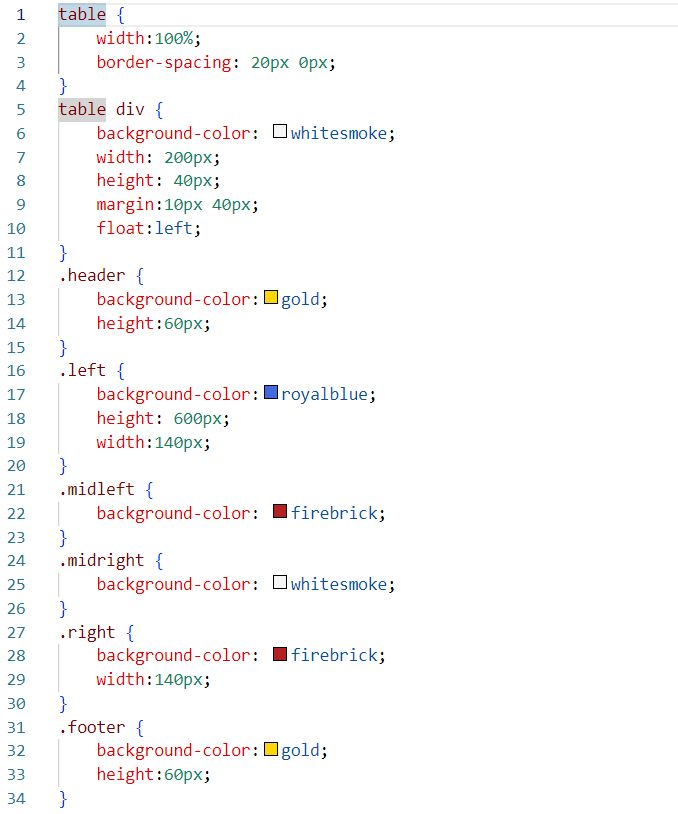 1 table {
2 width:100%;
3 border-spacing: 20px 0px;
4 }
5 table div {
6 background-color: whitesmoke;
7 width: 200px;
8 height: 40px;
9 margin:10px 40px;
10 float:left;
11 }
12 .header {
13 background-color:gold;
14 height:60px;
15 }
16 .left {
17 background-color:royalblue;
18 height: 600px;
19 width:140px;
20 }
21 .midleft {
22 background-color: firebrick;
23 }
24 .midright {
25 background-color: whitesmoke;
26 }
27 .right {
28 background-color: firebrick;
29 width:140px;
30 }
31 .footer {
32 background-color:gold;
33 height:60px;
34 }